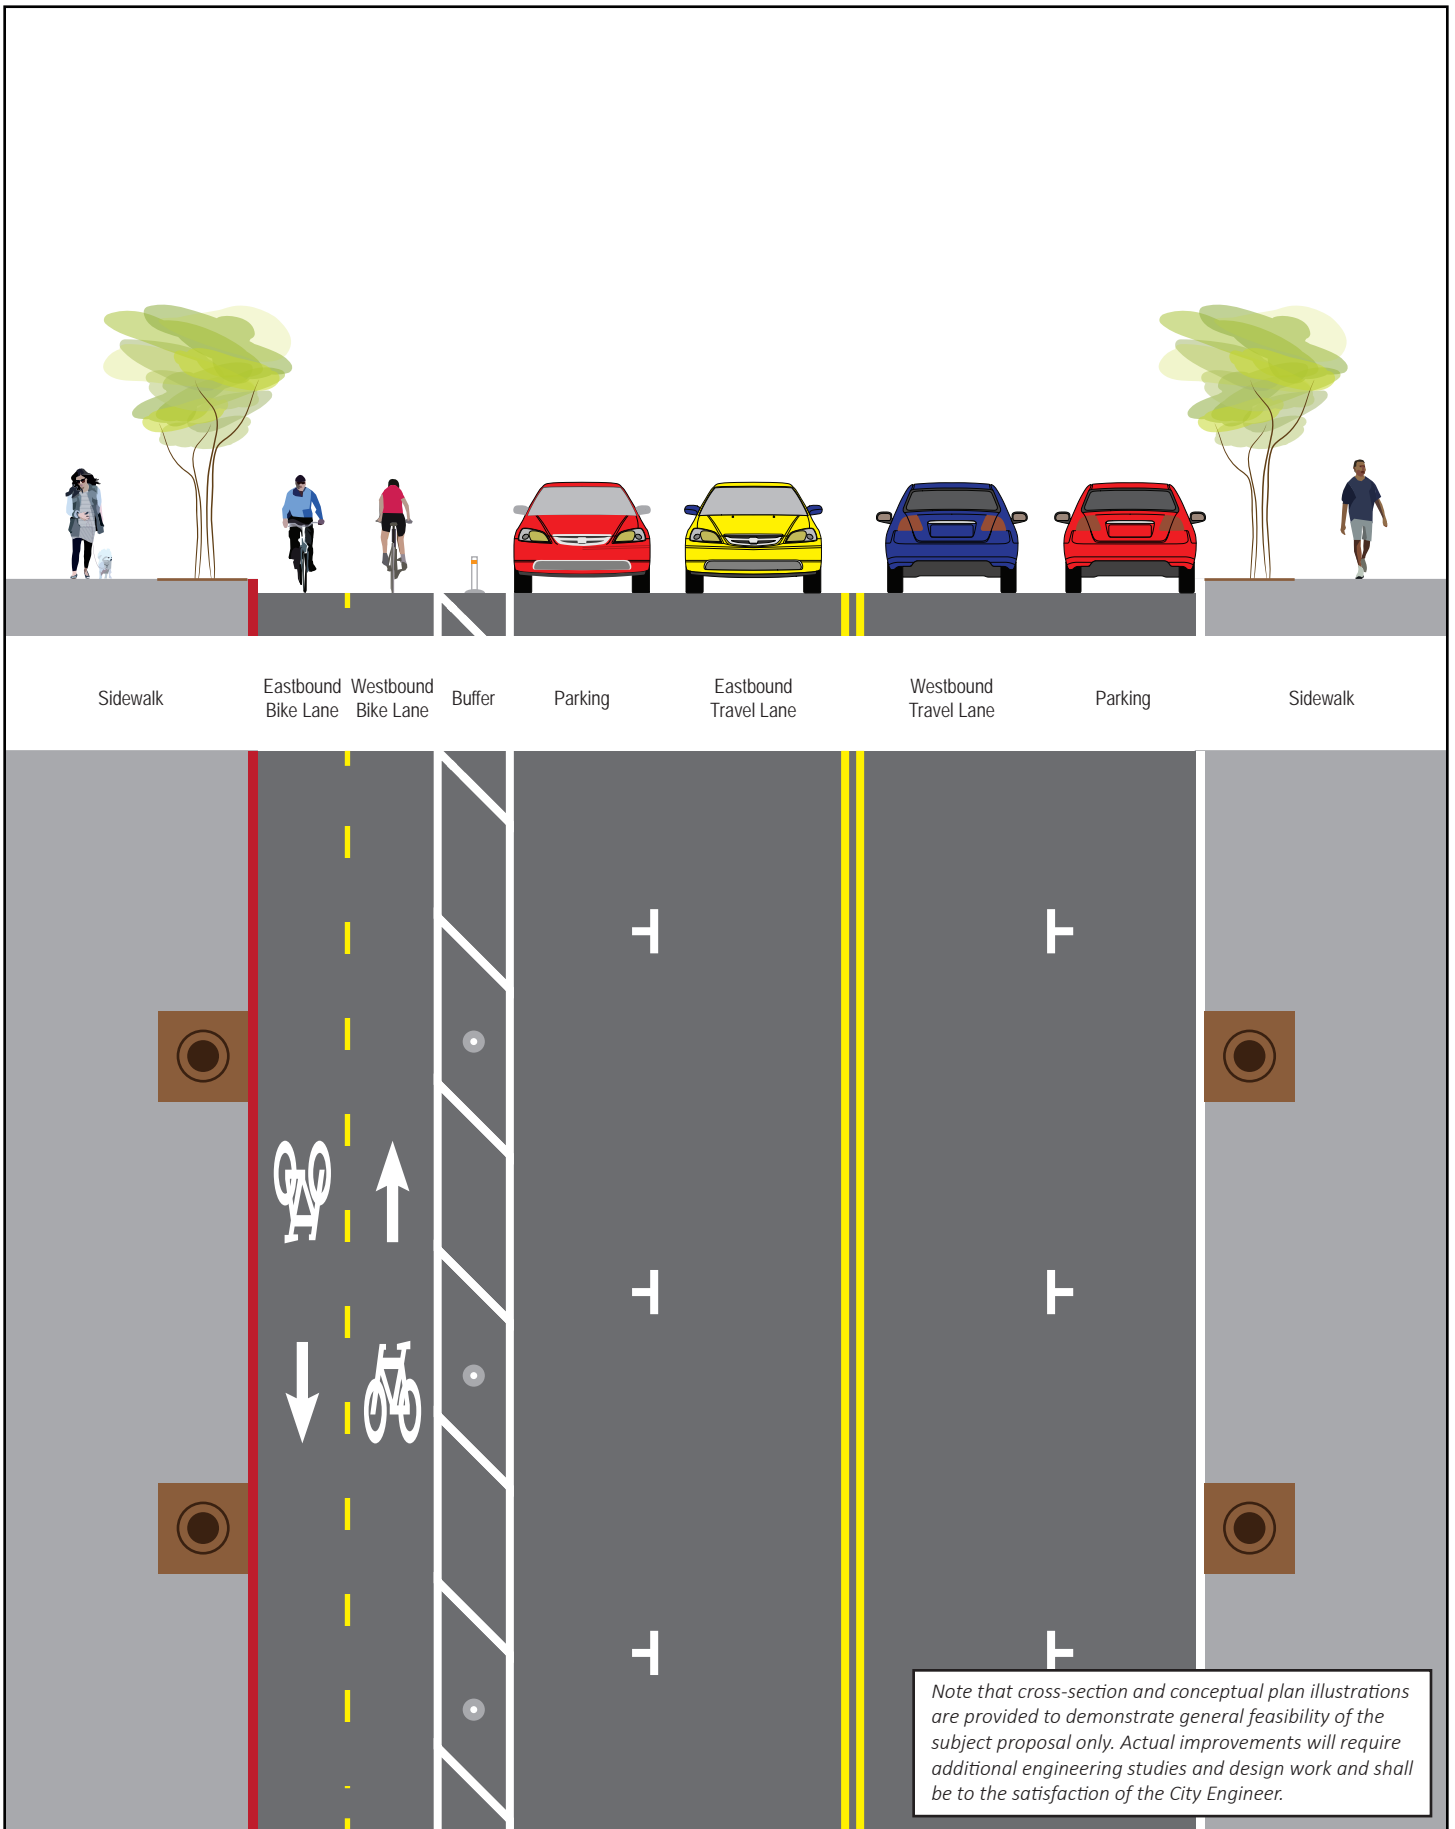 Sidewalk
Eastbound
Bike Lane
Westbound
Bike Lane
Buffer
Parking
Eastbound
Travel Lane
Westbound
Travel Lane
Parking
Sidewalk
Note that cross-section and conceptual plan illustrations
are provided to demonstrate general feasibility of the
subject proposal only. Actual improvements will require
additional engineering studies and design work and shall
be to the satisfaction of the City Engineer.